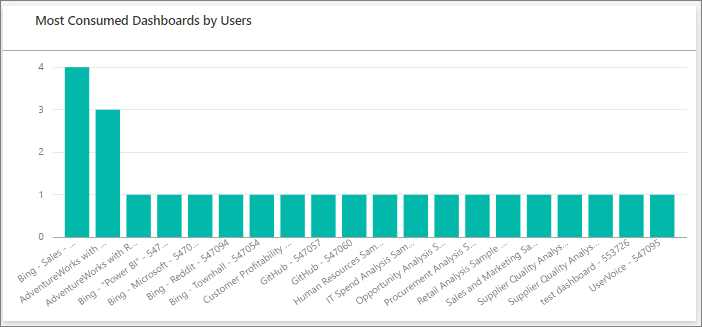 Most Consumed Dashboards by Users
4
3
2
1
0
Bing - Sales - ...
AdventureWorks with ...
AdventureWorks with R...
Bing - "Power BI" - 547...
Bing - Microsoft - 5470...
Bing - Reddit - 547094
Bing - Townhall - 547054
Customer Profitability ...
GitHub - 547057
GitHub - 547060
Human Resources Sam...
IT Spend Analysis Sam...
Opportunity Analysis S...
Procurement Analysis S...
Retail Analysis Sample ...
Sales and Marketing Sa...
Supplier Quality Analys...
Supplier Quality Analys...
test dashboard - 553726
UserVoice - 547095